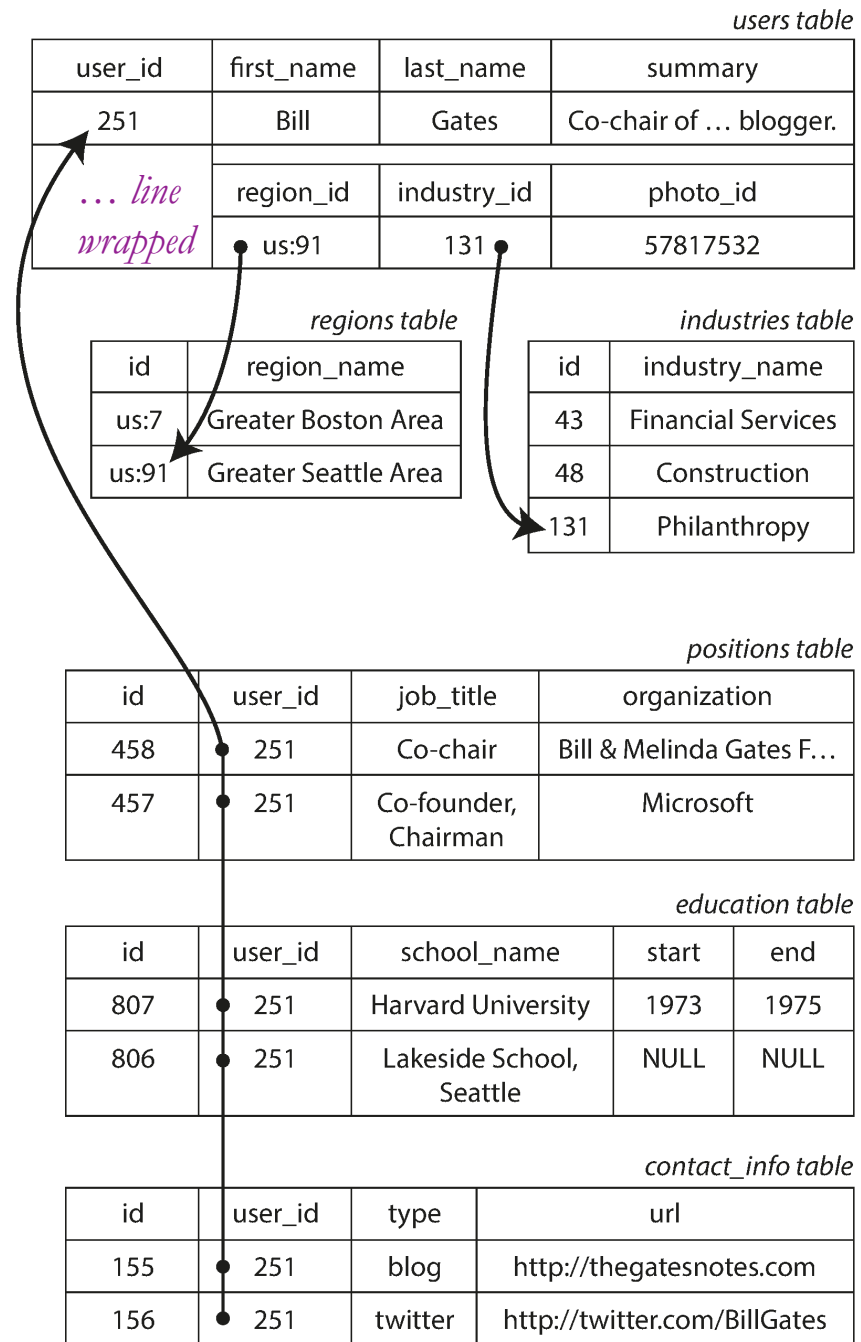 users table
user_id first_name last_name summary
251 Bill Gates Co-chair of … blogger.
… line wrapped
region_id industry_id photo_id
us:91 131 57817532
regions table
id region_name
us:7 Greater Boston Area
us:91 Greater Seattle Area
industries table
id industry_name
43 Financial Services
48 Construction
131 Philanthropy
positions table
id user_id job_title organization
458 251 Co-chair Bill & Melinda Gates F…
457 251 Co-founder, Chairman Microsoft
education table
id user_id school_name start end
807 251 Harvard University 1973 1975
806 251 Lakeside School, Seattle NULL NULL
contact_info table
id user_id type url
155 251 blog http://thegatesnotes.com
156 251 twitter http://twitter.com/BillGates